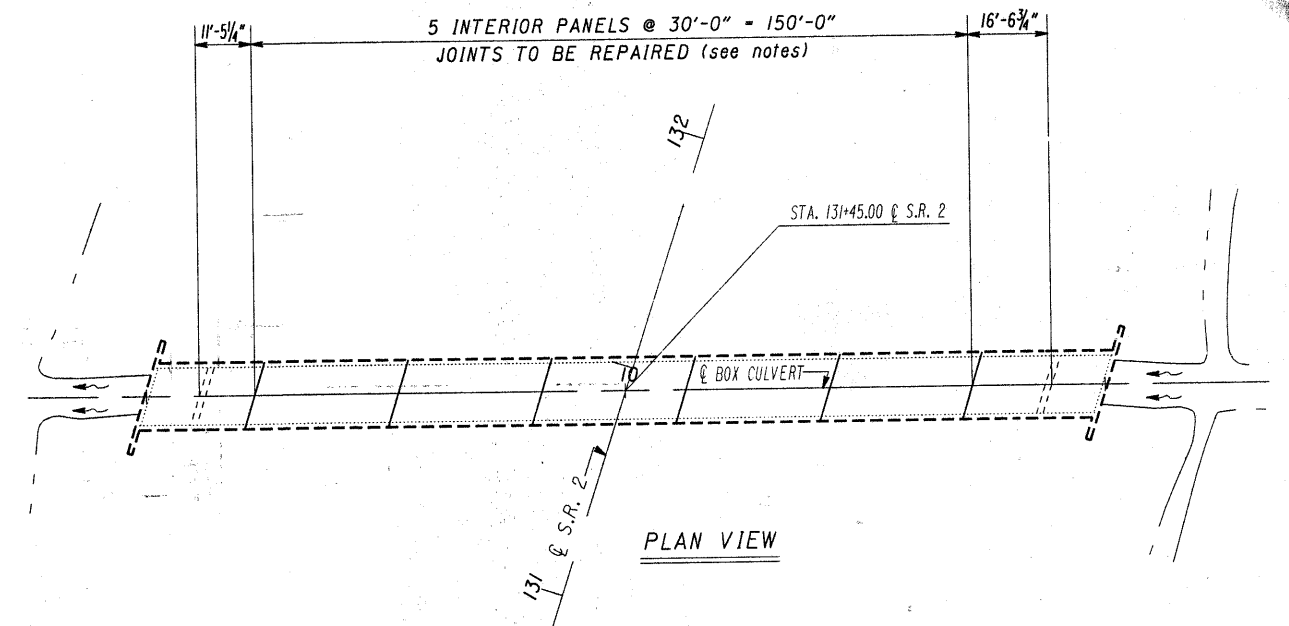 11'-5¼"
5 INTERIOR PANELS @ 30'-0" = 150'-0"
16'-6¾"
JOINTS TO BE REPAIRED (see notes)
132
STA. 131+45.00 ℄ S.R. 2
10
℄ BOX CULVERT
℄ S.R. 2
131
PLAN VIEW